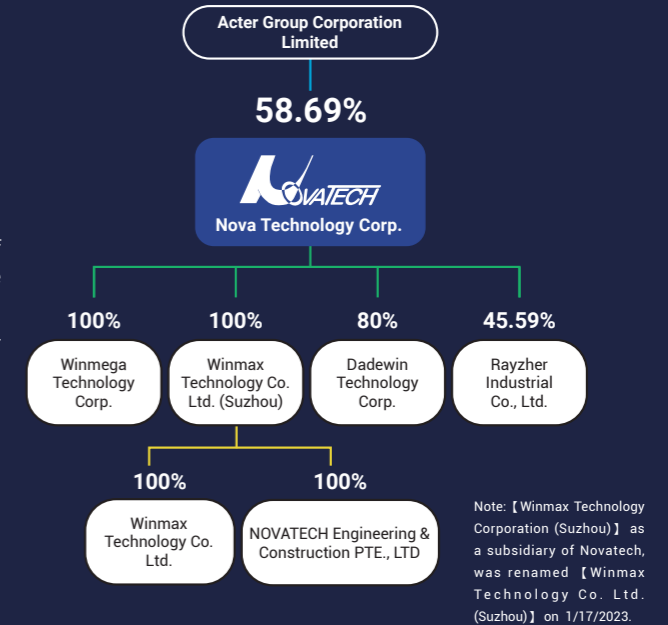 Acter Group Corporation
Limited
58.69%
NOVATECH
Nova Technology Corp.
100%
100%
80%
45.59%
Winmega
Technology
Corp.
Winmax
Technology Co.
Ltd. (Suzhou)
Dadewin
Technology
Corp.
Rayzher
Industrial
Co., Ltd.
100%
100%
Winmax
Technology Co.
Ltd.
NOVATECH Engineering &
Construction PTE., LTD
Note:【Winmax Technology
Corporation (Suzhou)】 as
a subsidiary of Novatech,
was renamed 【Winmax
Technology Co. Ltd.
(Suzhou)】 on 1/17/2023.